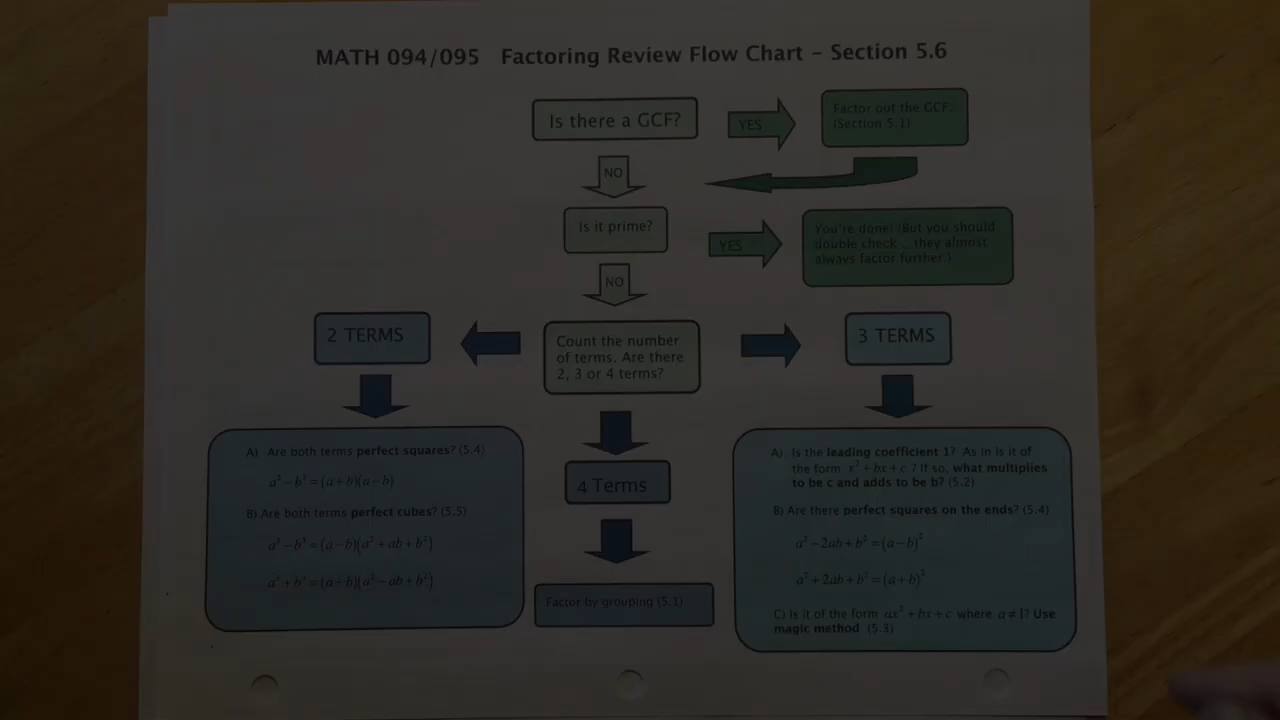 MATH 094/095 Factoring Review Flow Chart – Section 5.6
Is there a GCF?
YES
Factor out the GCF.
(Section 5.1)
NO
Is it prime?
YES
You're done! (But you should
double check ... they almost
always factor further.)
NO
2 TERMS
Count the number
of terms. Are there
2, 3 or 4 terms?
3 TERMS
A) Are both terms perfect squares? (5.4)
a² − b² = (a + b)(a − b)
B) Are both terms perfect cubes? (5.5)
a³ − b³ = (a − b)(a² + ab + b²)
a³ + b³ = (a + b)(a² − ab + b²)
4 Terms
Factor by grouping (5.1)
A) Is the leading coefficient 1? As in is it of
the form x² + bx + c ? If so, what multiplies
to be c and adds to be b? (5.2)
B) Are there perfect squares on the ends? (5.4)
a² − 2ab + b² = (a − b)²
a² + 2ab + b² = (a + b)²
C) Is it of the form ax² + bx + c where a ≠ 1? Use
magic method (5.3)